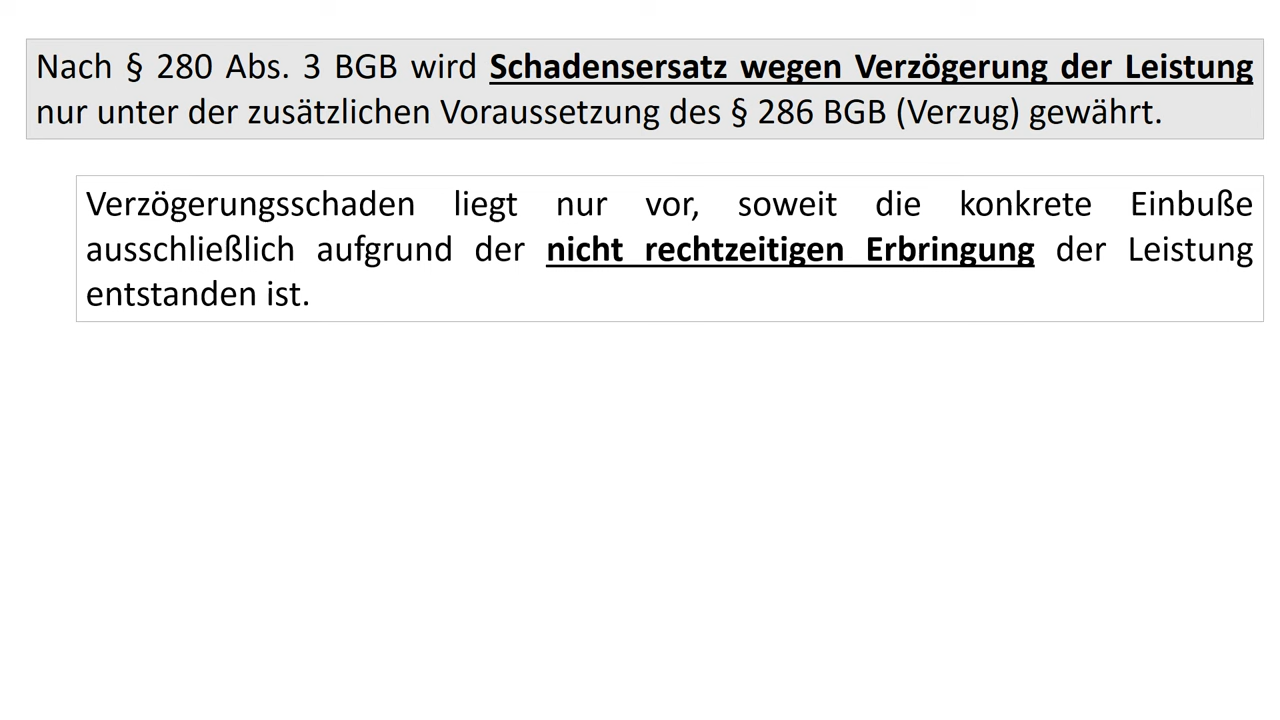 Nach § 280 Abs. 3 BGB wird Schadensersatz wegen Verzögerung der Leistung
nur unter der zusätzlichen Voraussetzung des § 286 BGB (Verzug) gewährt.
Verzögerungsschaden liegt nur vor, soweit die konkrete Einbuße
ausschließlich aufgrund der nicht rechtzeitigen Erbringung der Leistung
entstanden ist.